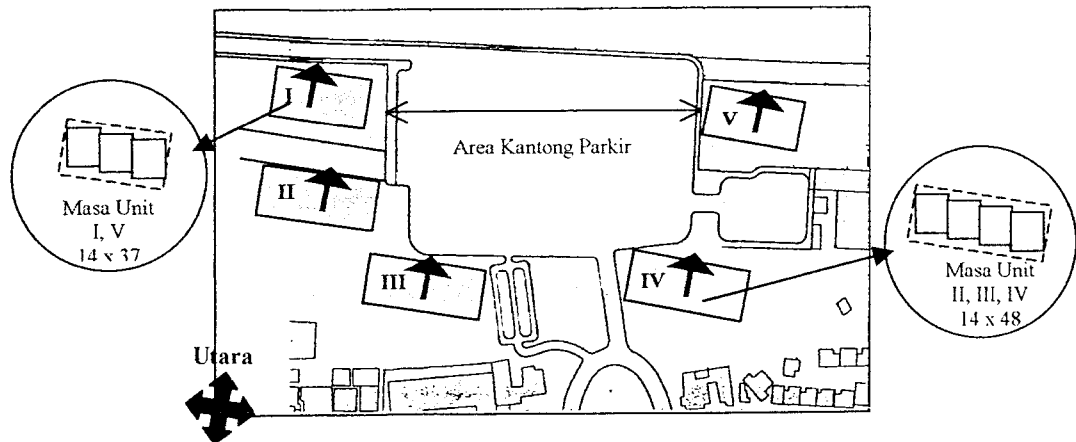 I
V
Area Kantong Parkir
II
Masa Unit
I, V
14 x 37
III
IV
Masa Unit
II, III, IV
14 x 48
Utara